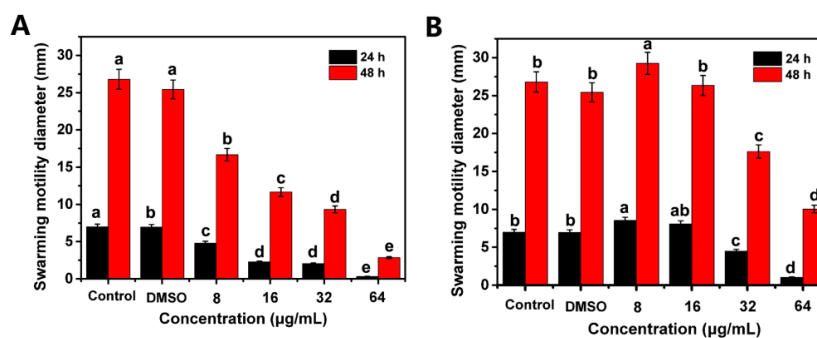 A
30
25
20
15
10
5
0
Swarming motility diameter (mm)
24 h
48 h
a a
b
c
d
e
a b
c
d d
e
Control DMSO 8 16 32 64
Concentration (µg/mL)
B
30
25
20
15
10
5
0
Swarming motility diameter (mm)
24 h
48 h
b b a b
c
d
b b a ab
c
d
Control DMSO 8 16 32 64
Concentration (µg/mL)